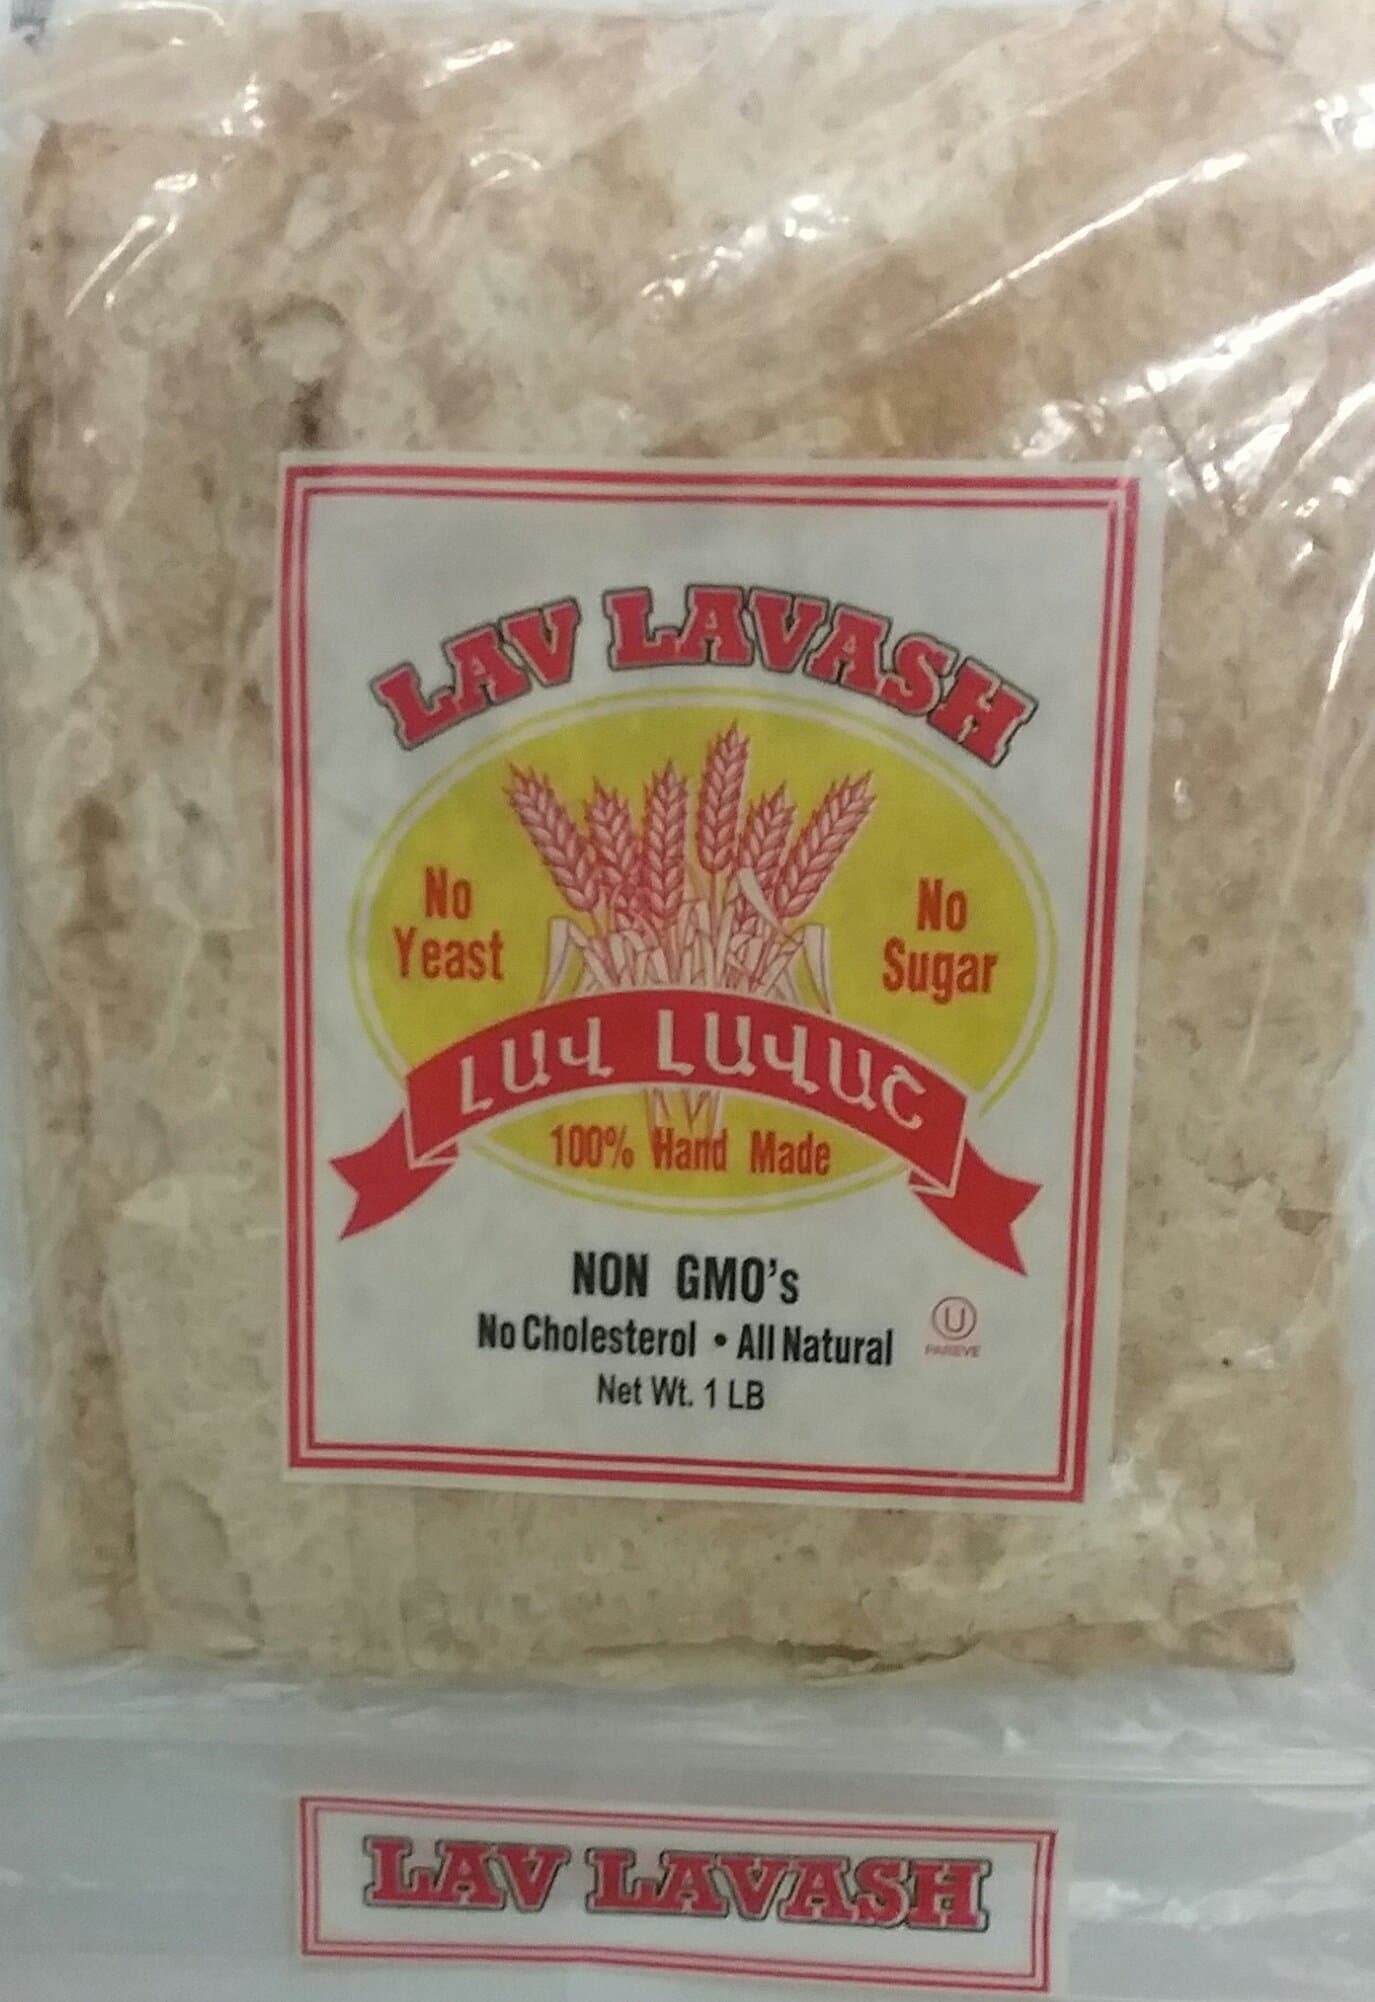 LAV LAVASH
No
Yeast
No
Sugar
ԼԱՎ ԼԱՎԱՇ
100% Hand Made
NON GMO's
No Cholesterol • All Natural
U
PAREVE
Net Wt. 1 LB
LAV LAVASH